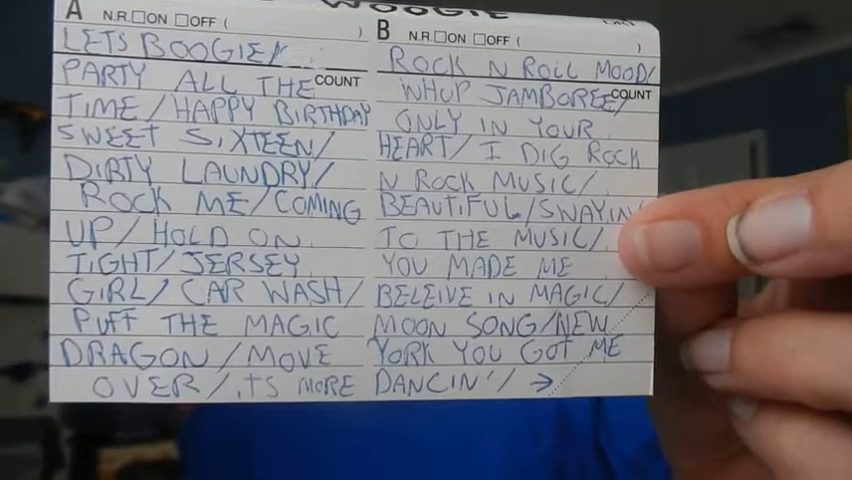 WOOGIE
A N.R.☐ON ☐OFF ( )
LETS BOOGIE/
PARTY ALL THE COUNT
TIME/HAPPY BIRTHDAY
SWEET SIXTEEN/
DIRTY LAUNDRY/
ROCK ME/COMING
UP/HOLD ON
TIGHT/JERSEY
GIRL/CAR WASH/
PUFF THE MAGIC
DRAGON/MOVE
OVER/ITS MORE
B N.R.☐ON ☐OFF ( )
ROCK N ROLL MOOD/
WHUP JAMBOREE/ COUNT
ONLY IN YOUR
HEART/I DIG ROCK
N ROCK MUSIC/
BEAUTIFUL/SWAYIN
TO THE MUSIC/
YOU MADE ME
BELEIVE IN MAGIC/
MOON SONG/NEW
YORK YOU GOT ME
DANCIN'/ →